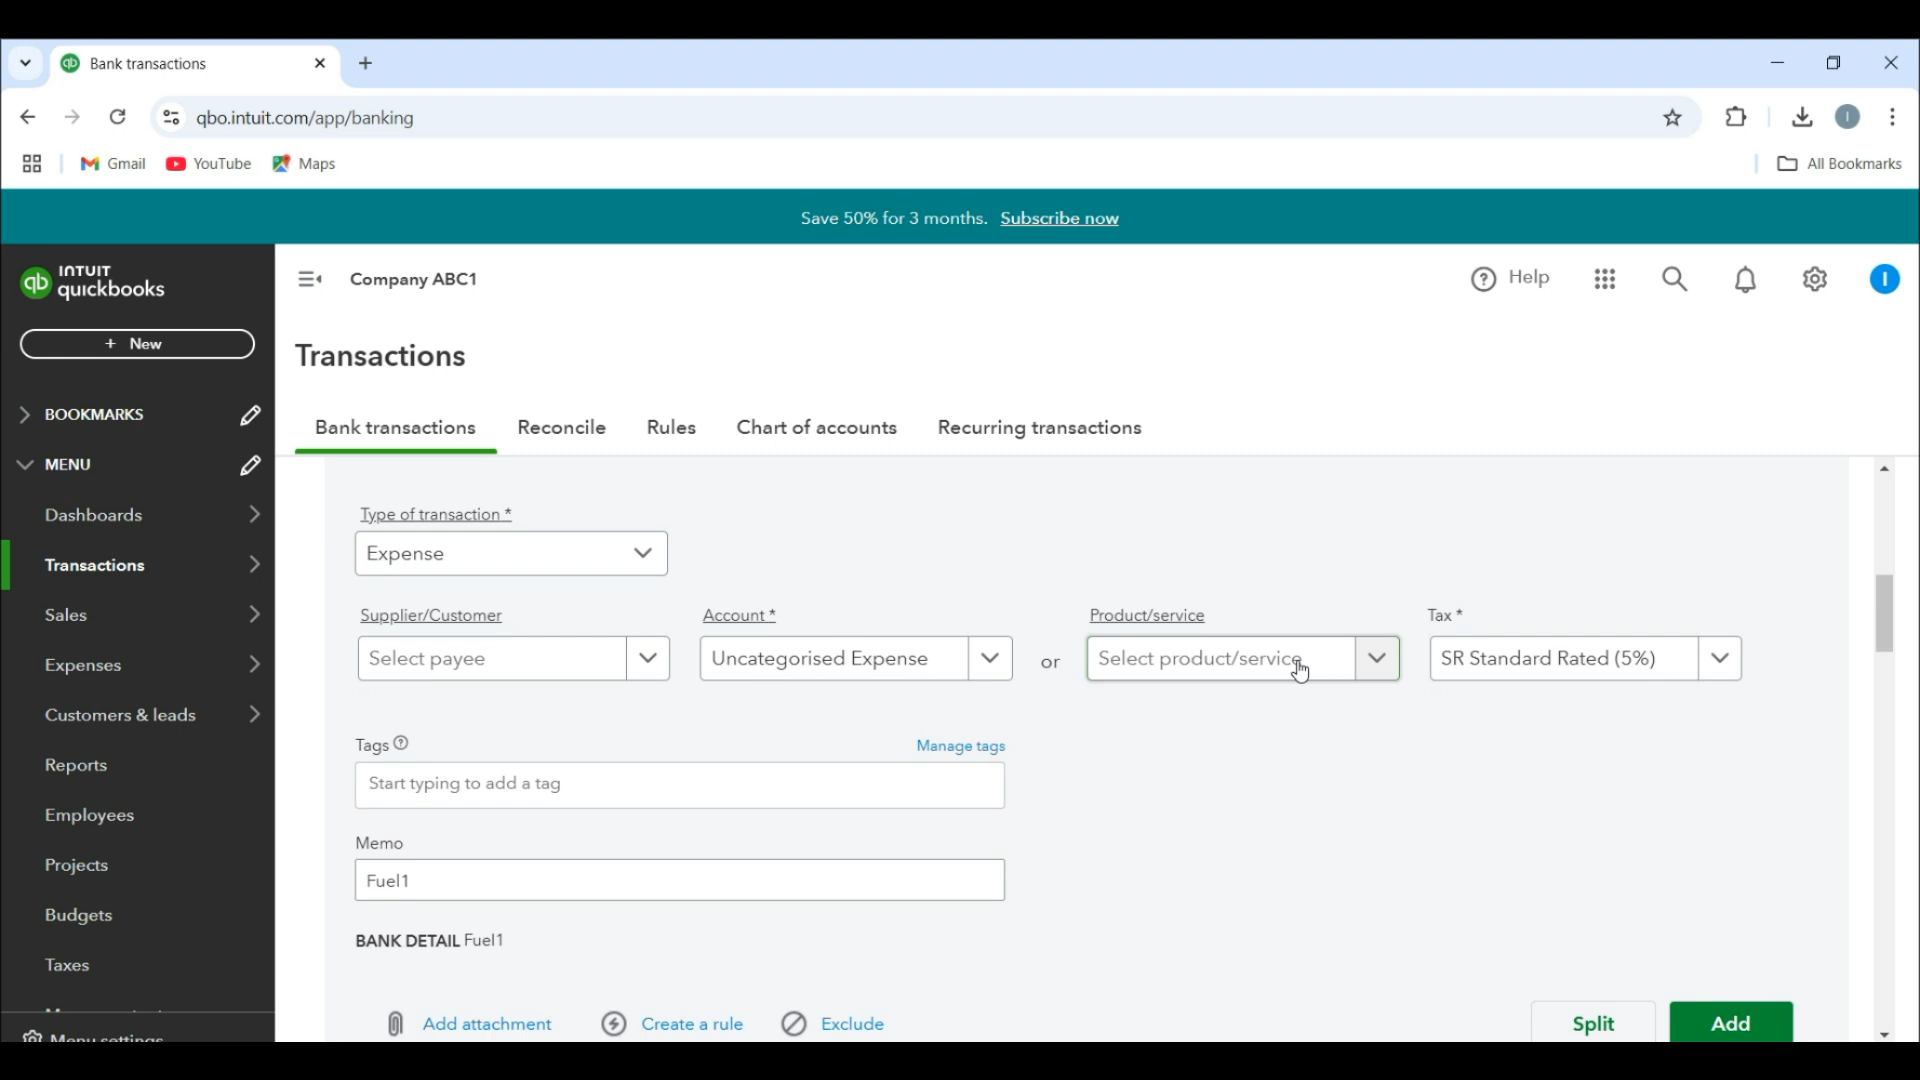 Bank transactions
qbo.intuit.com/app/banking
Gmail YouTube Maps All Bookmarks
Save 50% for 3 months. Subscribe now
INTUIT
quickbooks
Company ABC1
Help
I
+ New
Transactions
BOOKMARKS
Bank transactions Reconcile Rules Chart of accounts Recurring transactions
MENU
Dashboards
Transactions
Sales
Expenses
Customers & leads
Reports
Employees
Projects
Budgets
Taxes
Menu settings
Type of transaction *
Expense
Supplier/Customer Account * Product/service Tax *
Select payee Uncategorised Expense or Select product/service SR Standard Rated (5%)
Tags Manage tags
Start typing to add a tag
Memo
Fuel1
BANK DETAIL Fuel1
Add attachment Create a rule Exclude Split Add